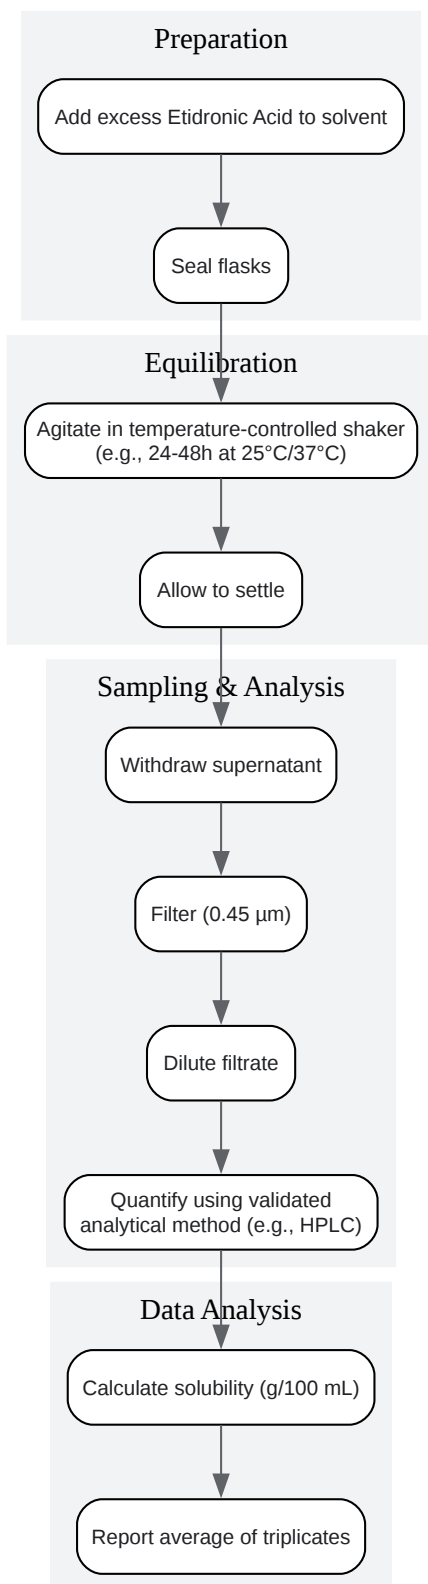 Preparation
Add excess Etidronic Acid to solvent
Seal flasks
Equilibration
Agitate in temperature-controlled shaker
(e.g., 24-48h at 25°C/37°C)
Allow to settle
Sampling & Analysis
Withdraw supernatant
Filter (0.45 µm)
Dilute filtrate
Quantify using validated
analytical method (e.g., HPLC)
Data Analysis
Calculate solubility (g/100 mL)
Report average of triplicates